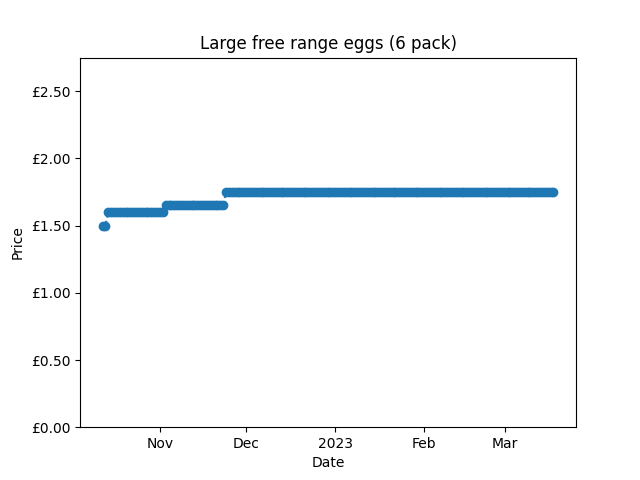 Large free range eggs (6 pack)
£2.50
£2.00
£1.50
£1.00
£0.50
£0.00
Price
Nov Dec 2023 Feb Mar
Date